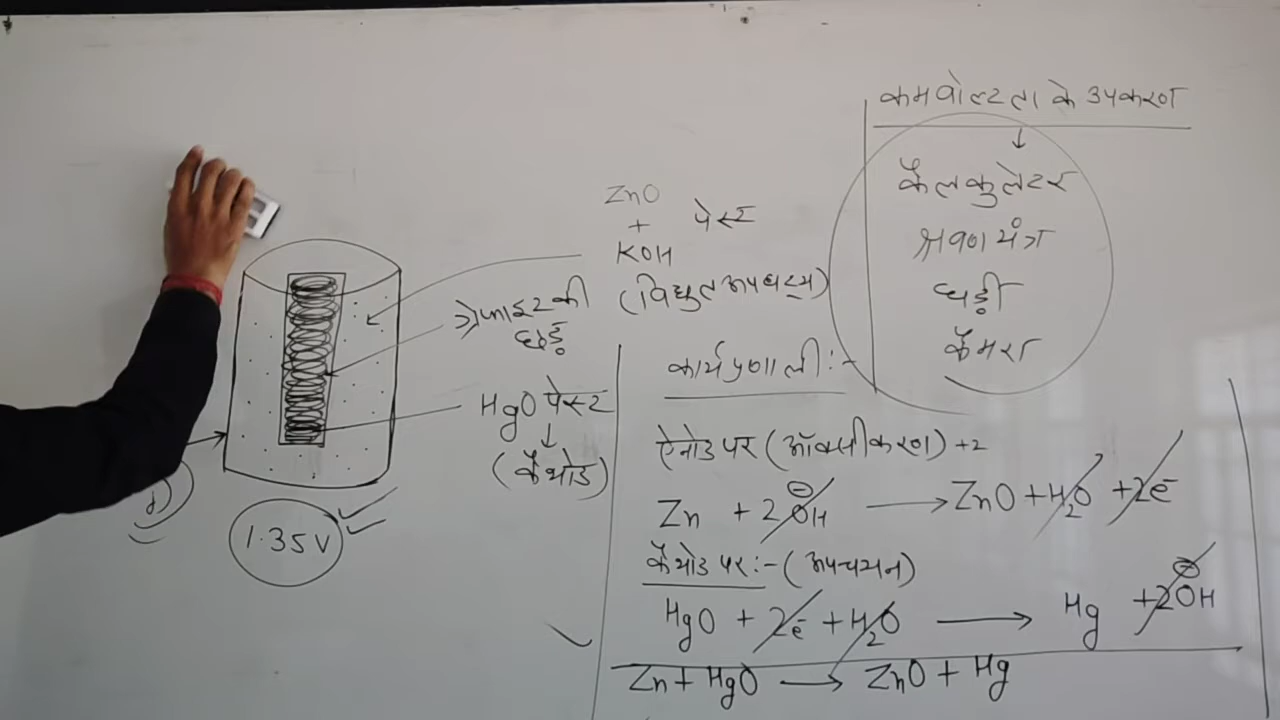 कम वोल्टता के उपकरण
↓
कैलकुलेटर
श्रवण यंत्र
घड़ी
कैमरा
ZnO
+ पेस्ट
KOH
(विद्युत अपघट्य)
ग्रेफाइट की
छड़
HgO पेस्ट
↓
(कैथोड)
1.35V
कार्यप्रणाली:-
ऐनोड पर (ऑक्सीकरण) +2
Zn + 2OH⊖ → ZnO + H₂O + 2e⁻
कैथोड पर:- (अपचयन)
HgO + 2e⁻ + H₂O → Hg + 2OH⊖
Zn + HgO → ZnO + Hg